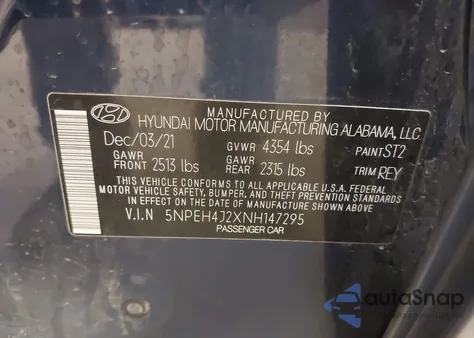 MANUFACTURED BY
HYUNDAI MOTOR MANUFACTURING ALABAMA, LLC.
Dec/03/21 GVWR 4354 lbs PAINT ST2
GAWR FRONT 2513 lbs GAWR REAR 2315 lbs TRIM REY
THIS VEHICLE CONFORMS TO ALL APPLICABLE U.S.A. FEDERAL
MOTOR VEHICLE SAFETY, BUMPER, AND THEFT PREVENTION STANDARDS
IN EFFECT ON THE DATE OF MANUFACTURE SHOWN ABOVE.
V.I.N 5NPEH4J2XNH147295
PASSENGER CAR
autoSnap